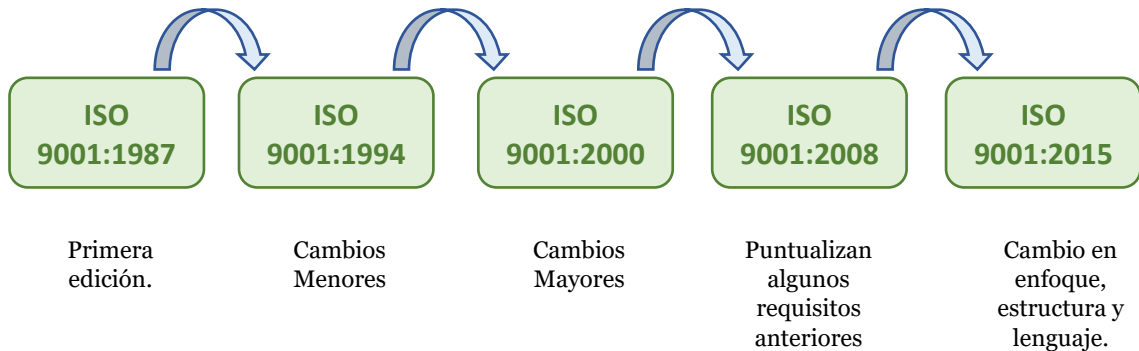 ISO
9001:1987
ISO
9001:1994
ISO
9001:2000
ISO
9001:2008
ISO
9001:2015
Primera
edición.
Cambios
Menores
Cambios
Mayores
Puntualizan
algunos
requisitos
anteriores
Cambio en
enfoque,
estructura y
lenguaje.